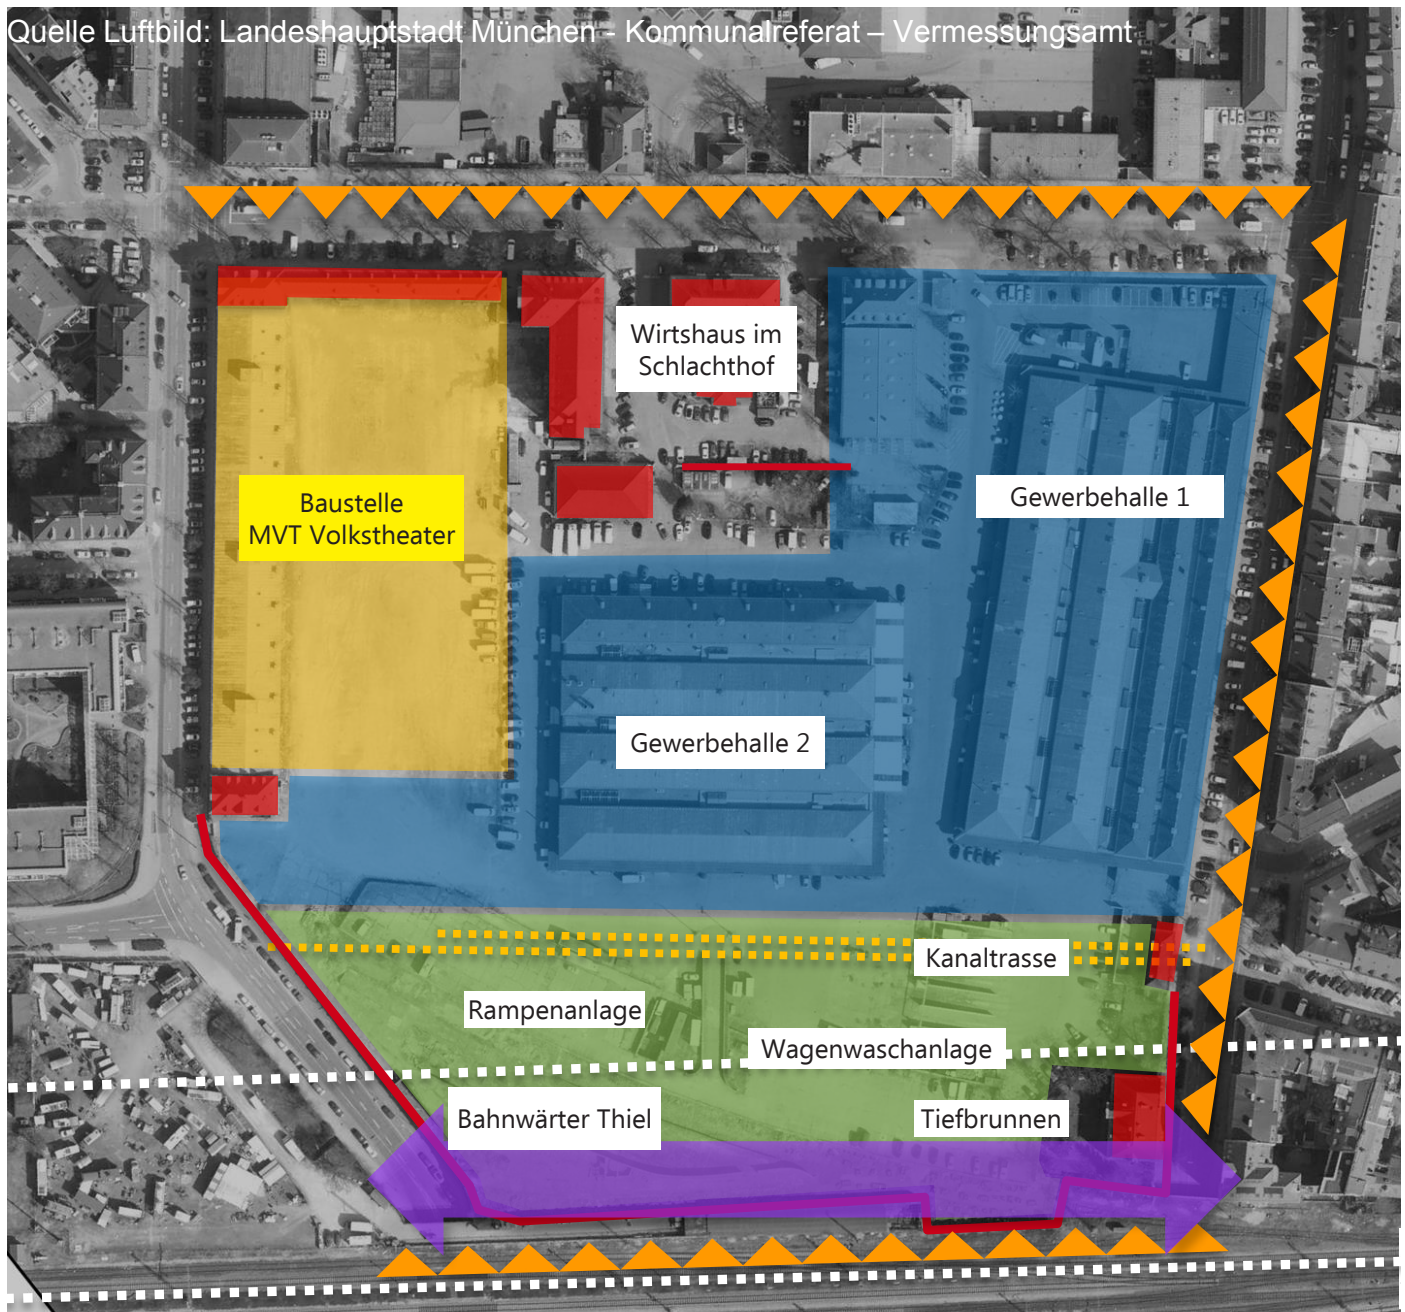 Quelle Luftbild: Landeshauptstadt München - Kommunalreferat – Vermessungsamt
Wirtshaus im
Schlachthof
Baustelle
MVT Volkstheater
Gewerbehalle 1
Gewerbehalle 2
Kanaltrasse
Rampenanlage
Wagenwaschanlage
Bahnwärter Thiel
Tiefbrunnen